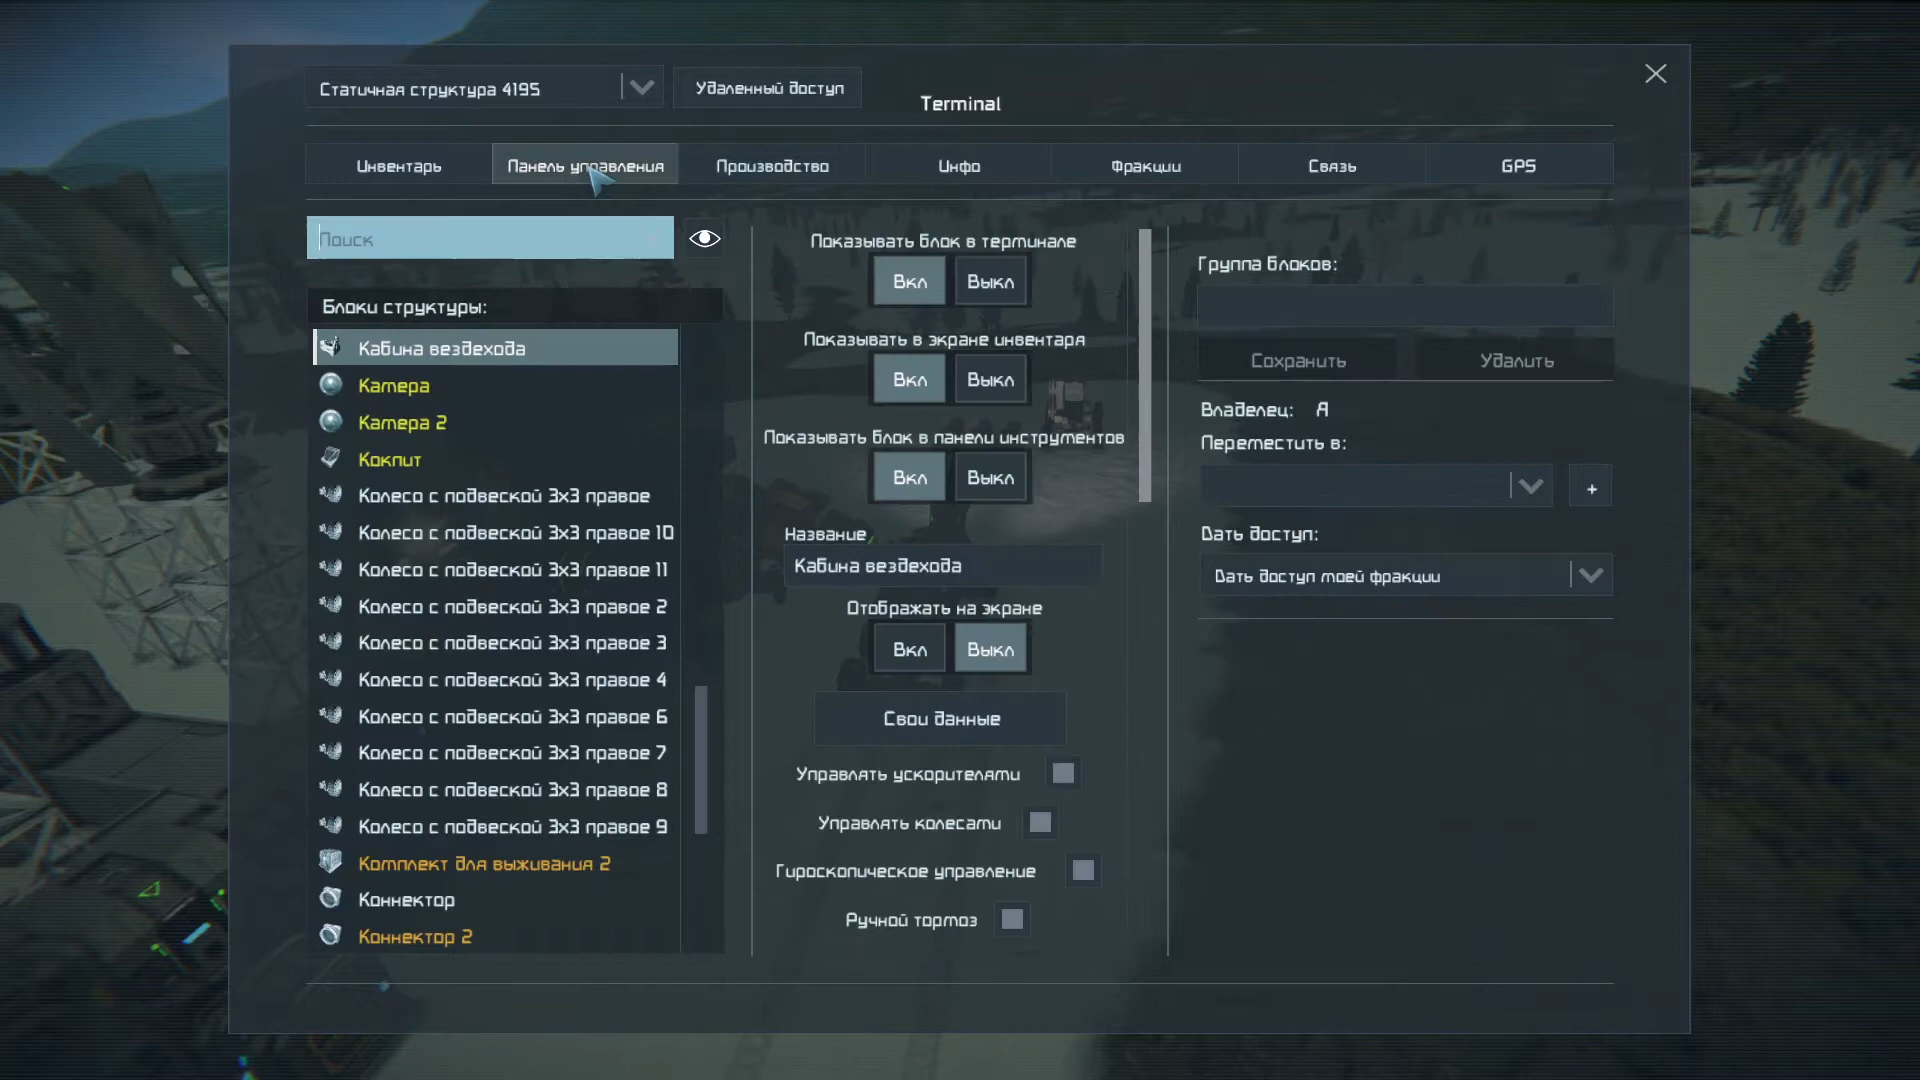 Статичная структура 4195
Удаленный доступ
Terminal
Инвентарь
Панель управления
Производство
Инфо
Фракции
Связь
GPS
Поиск
Блоки структуры:
Кабина вездехода
Камера
Камера 2
Кокпит
Колесо с подвеской 3x3 правое
Колесо с подвеской 3x3 правое 10
Колесо с подвеской 3x3 правое 11
Колесо с подвеской 3x3 правое 2
Колесо с подвеской 3x3 правое 3
Колесо с подвеской 3x3 правое 4
Колесо с подвеской 3x3 правое 6
Колесо с подвеской 3x3 правое 7
Колесо с подвеской 3x3 правое 8
Колесо с подвеской 3x3 правое 9
Комплект для выживания 2
Коннектор
Коннектор 2
Показывать блок в терминале
Вкл Выкл
Показывать в экране инвентаря
Вкл Выкл
Показывать блок в панели инструментов
Вкл Выкл
Название
Кабина вездехода
Отображать на экране
Вкл Выкл
Свои данные
Управлять ускорителями
Управлять колесами
Гироскопическое управление
Ручной тормоз
Группа блоков:
Сохранить Удалить
Владелец: A
Переместить в:
+
Дать доступ:
Дать доступ моей фракции